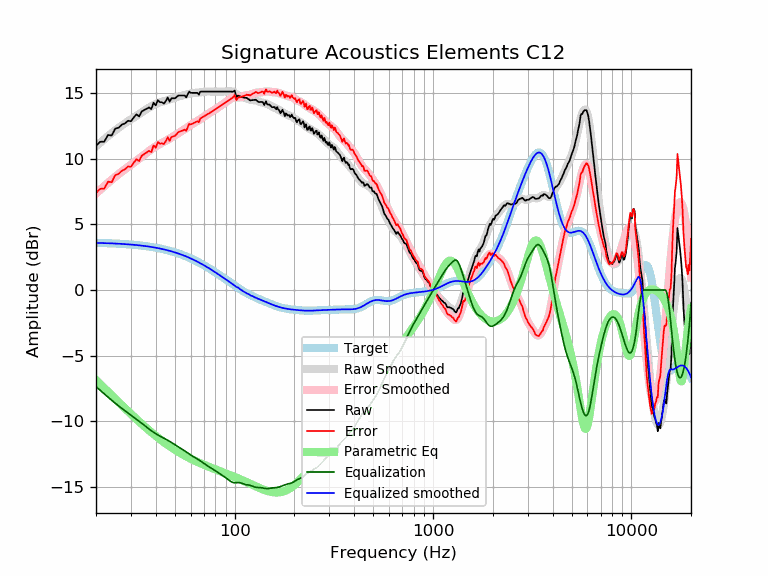 Signature Acoustics Elements C12
15
10
5
0
−5
−10
−15
Amplitude (dBr)
Target
Raw Smoothed
Error Smoothed
Raw
Error
Parametric Eq
Equalization
Equalized smoothed
100
1000
10000
Frequency (Hz)